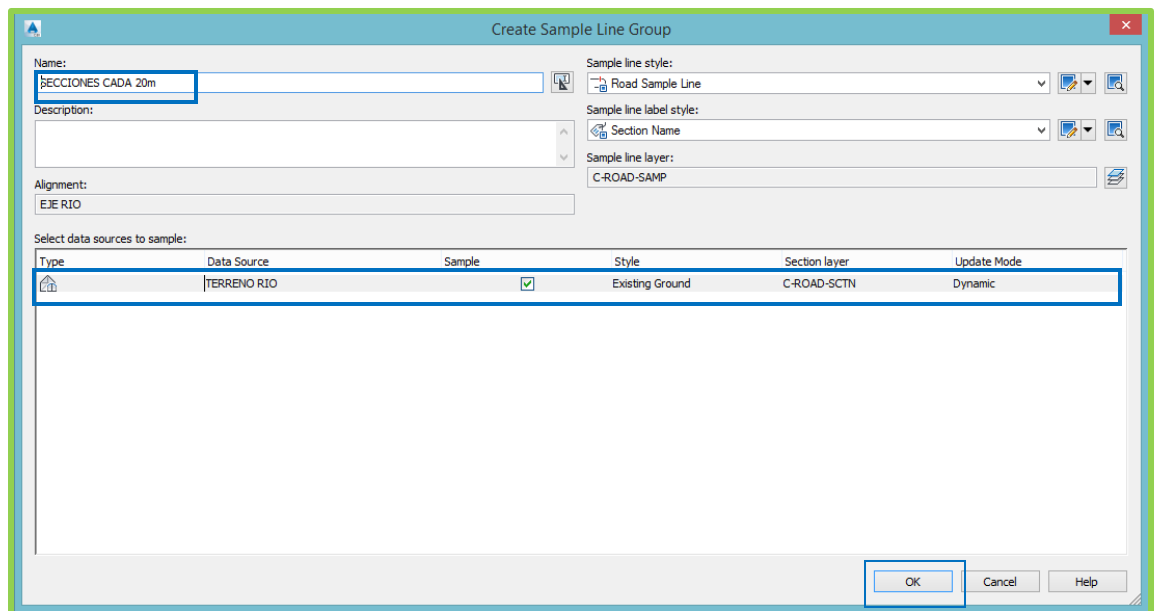 Create Sample Line Group
Name:
SECCIONES CADA 20m
Description:
Alignment:
EJE RIO
Sample line style:
Road Sample Line
Sample line label style:
Section Name
Sample line layer:
C-ROAD-SAMP
Select data sources to sample:
Type Data Source Sample Style Section layer Update Mode
TERRENO RIO Existing Ground C-ROAD-SCTN Dynamic
OK Cancel Help